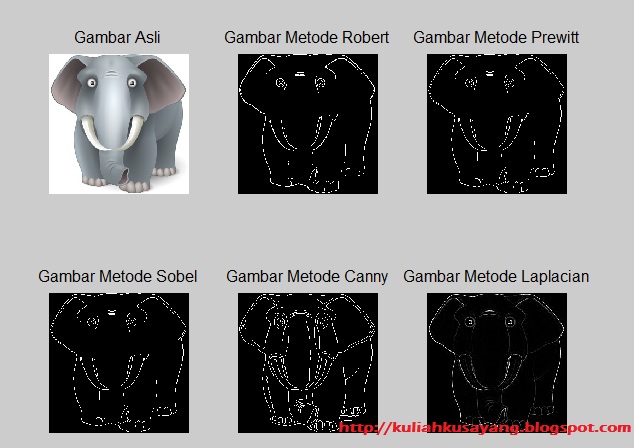 Gambar Asli
Gambar Metode Robert
Gambar Metode Prewitt
Gambar Metode Sobel
Gambar Metode Canny
Gambar Metode Laplacian
http://kuliahkusayang.blogspot.com